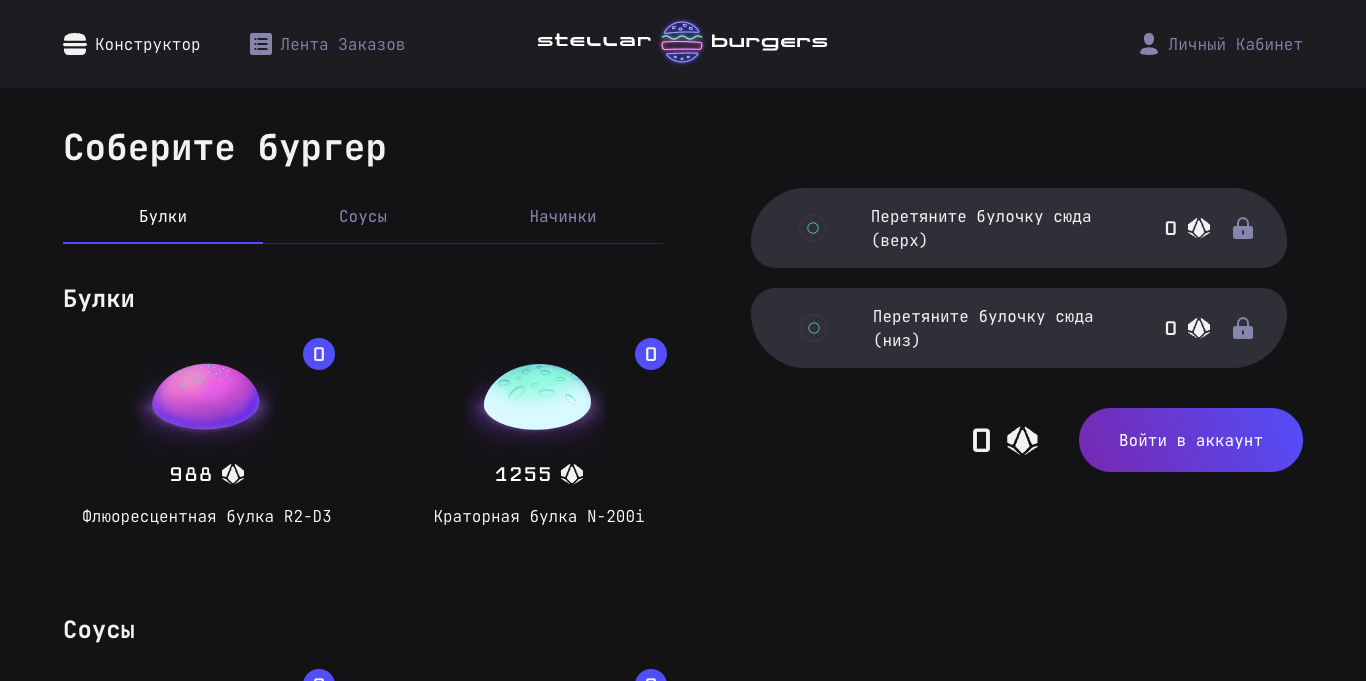 Конструктор
Лента Заказов
stellar burgers
Личный Кабинет
Соберите бургер
Булки
Соусы
Начинки
Булки
0
988
Флюоресцентная булка R2-D3
0
1255
Краторная булка N-200i
Соусы
Перетяните булочку сюда
(верх)
0
Перетяните булочку сюда
(низ)
0
0
Войти в аккаунт